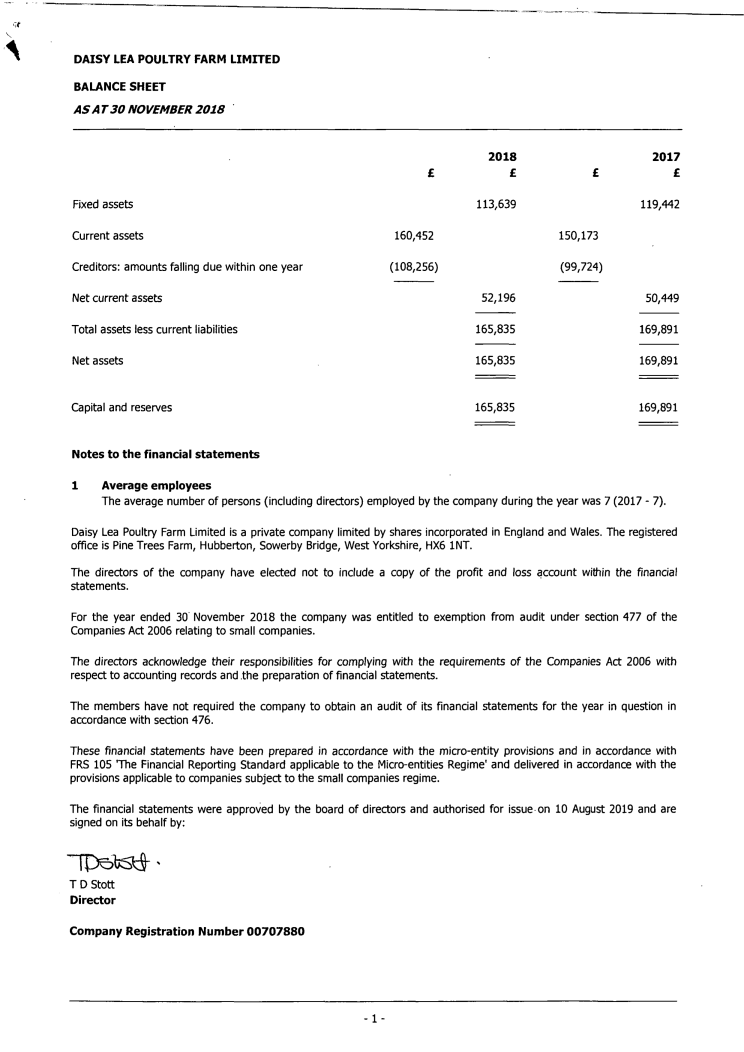 DAISY LEA POULTRY FARM LIMITED
BALANCE SHEET
AS AT 30 NOVEMBER 2018
2018 2017
£ £ £ £
Fixed assets 113,639 119,442
Current assets 160,452 150,173
Creditors: amounts falling due within one year (108,256) (99,724)
Net current assets 52,196 50,449
Total assets less current liabilities 165,835 169,891
Net assets 165,835 169,891
Capital and reserves 165,835 169,891
Notes to the financial statements
1 Average employees
The average number of persons (including directors) employed by the company during the year was 7 (2017 - 7).
Daisy Lea Poultry Farm Limited is a private company limited by shares incorporated in England and Wales. The registered
office is Pine Trees Farm, Hubberton, Sowerby Bridge, West Yorkshire, HX6 1NT.
The directors of the company have elected not to include a copy of the profit and loss account within the financial
statements.
For the year ended 30 November 2018 the company was entitled to exemption from audit under section 477 of the
Companies Act 2006 relating to small companies.
The directors acknowledge their responsibilities for complying with the requirements of the Companies Act 2006 with
respect to accounting records and the preparation of financial statements.
The members have not required the company to obtain an audit of its financial statements for the year in question in
accordance with section 476.
These financial statements have been prepared in accordance with the micro-entity provisions and in accordance with
FRS 105 'The Financial Reporting Standard applicable to the Micro-entities Regime' and delivered in accordance with the
provisions applicable to companies subject to the small companies regime.
The financial statements were approved by the board of directors and authorised for issue on 10 August 2019 and are
signed on its behalf by:
T D Stott
Director
Company Registration Number 00707880
- 1 -